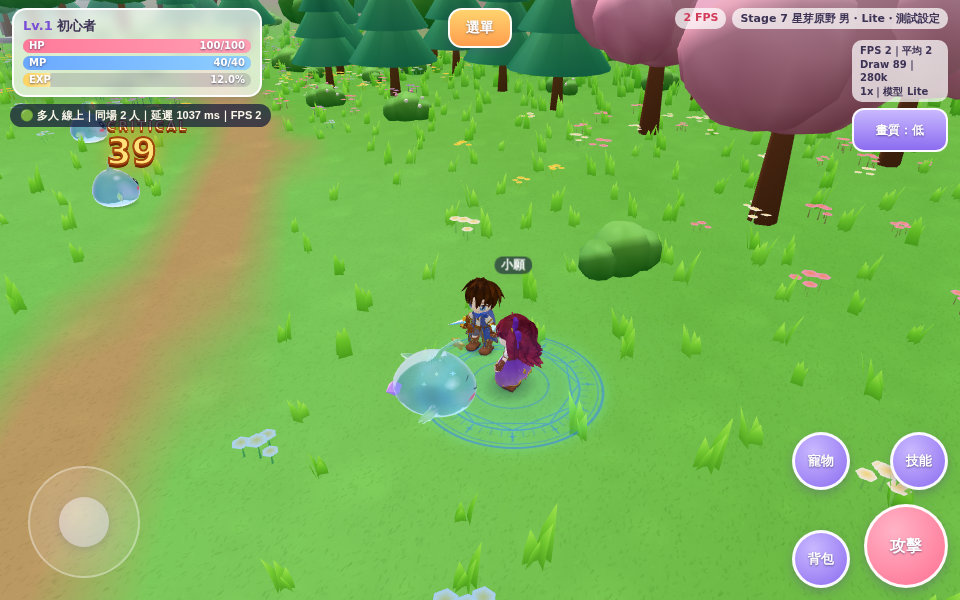 Lv.1 初心者
HP 100/100
MP 40/40
EXP 12.0%
🟢 多人 線上｜同場 2 人｜延遲 1037 ms｜FPS 2
CRITICAL
39
選單
2 FPS
Stage 7 星芽原野 男・Lite・測試設定
FPS 2｜平均 2
Draw 89｜
280k
1x｜模型 Lite
畫質：低
小願
寵物
技能
背包
攻擊